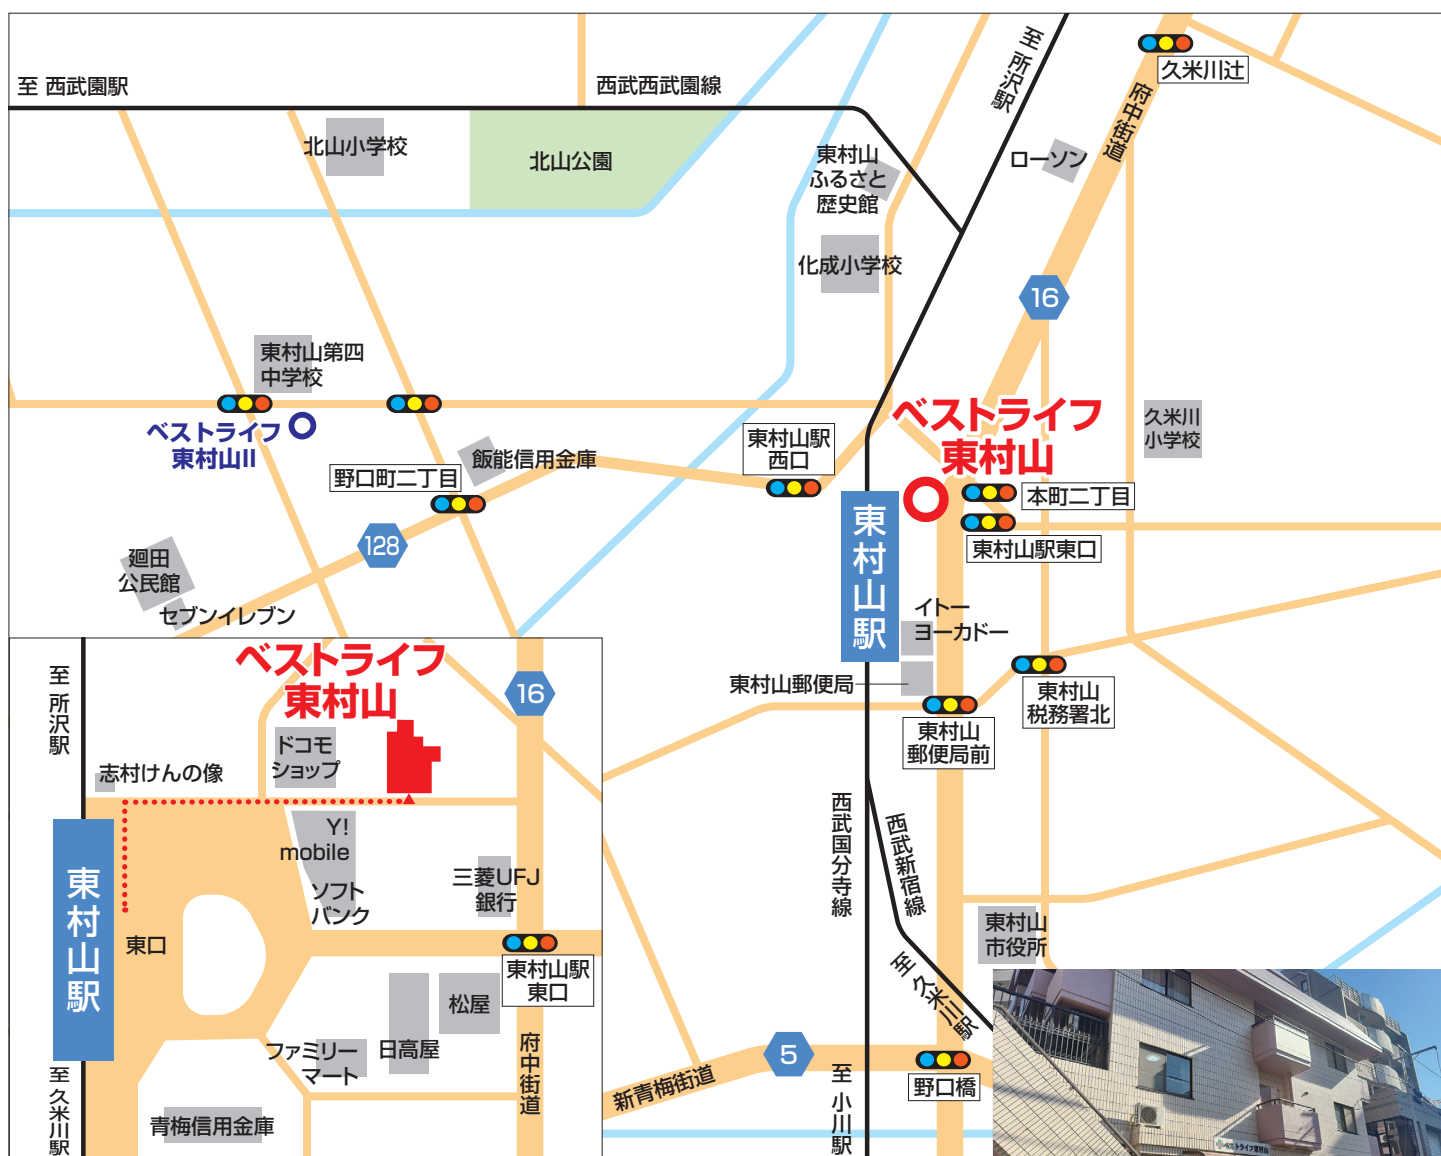 至 西武園駅
西武西武園線
至 所沢駅
久米川辻
府中街道
北山小学校
北山公園
東村山
ふるさと
歴史館
ローソン
化成小学校
16
東村山第四
中学校
ベストライフ
東村山II
飯能信用金庫
野口町二丁目
東村山駅
西口
ベストライフ
東村山
久米川
小学校
本町二丁目
東村山駅東口
東村山駅
128
廻田
公民館
セブンイレブン
イトー
ヨーカドー
東村山郵便局
東村山
郵便局前
東村山
税務署北
西武国分寺線
西武新宿線
至 久米川駅
東村山
市役所
5
新青梅街道
至 小川駅
野口橋
ベストライフ東村山
至 所沢駅
ベストライフ
東村山
16
志村けんの像
ドコモ
ショップ
Y!
mobile
ソフト
バンク
三菱UFJ
銀行
東村山駅
東口
東村山駅
東口
松屋
日高屋
ファミリー
マート
府中街道
青梅信用金庫
至 久米川駅